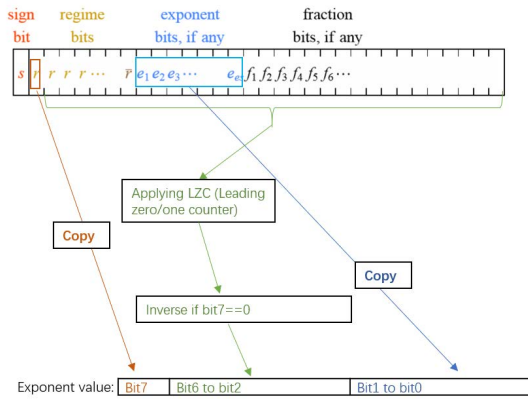 sign regime exponent fraction
bit bits bits, if any bits, if any
s r r r r ··· r̅ e₁ e₂ e₃ ··· eₑₛ f₁ f₂ f₃ f₄ f₅ f₆ ···
Applying LZC (Leading
zero/one counter)
Copy
Copy
Inverse if bit7==0
Exponent value: Bit7 Bit6 to bit2 Bit1 to bit0